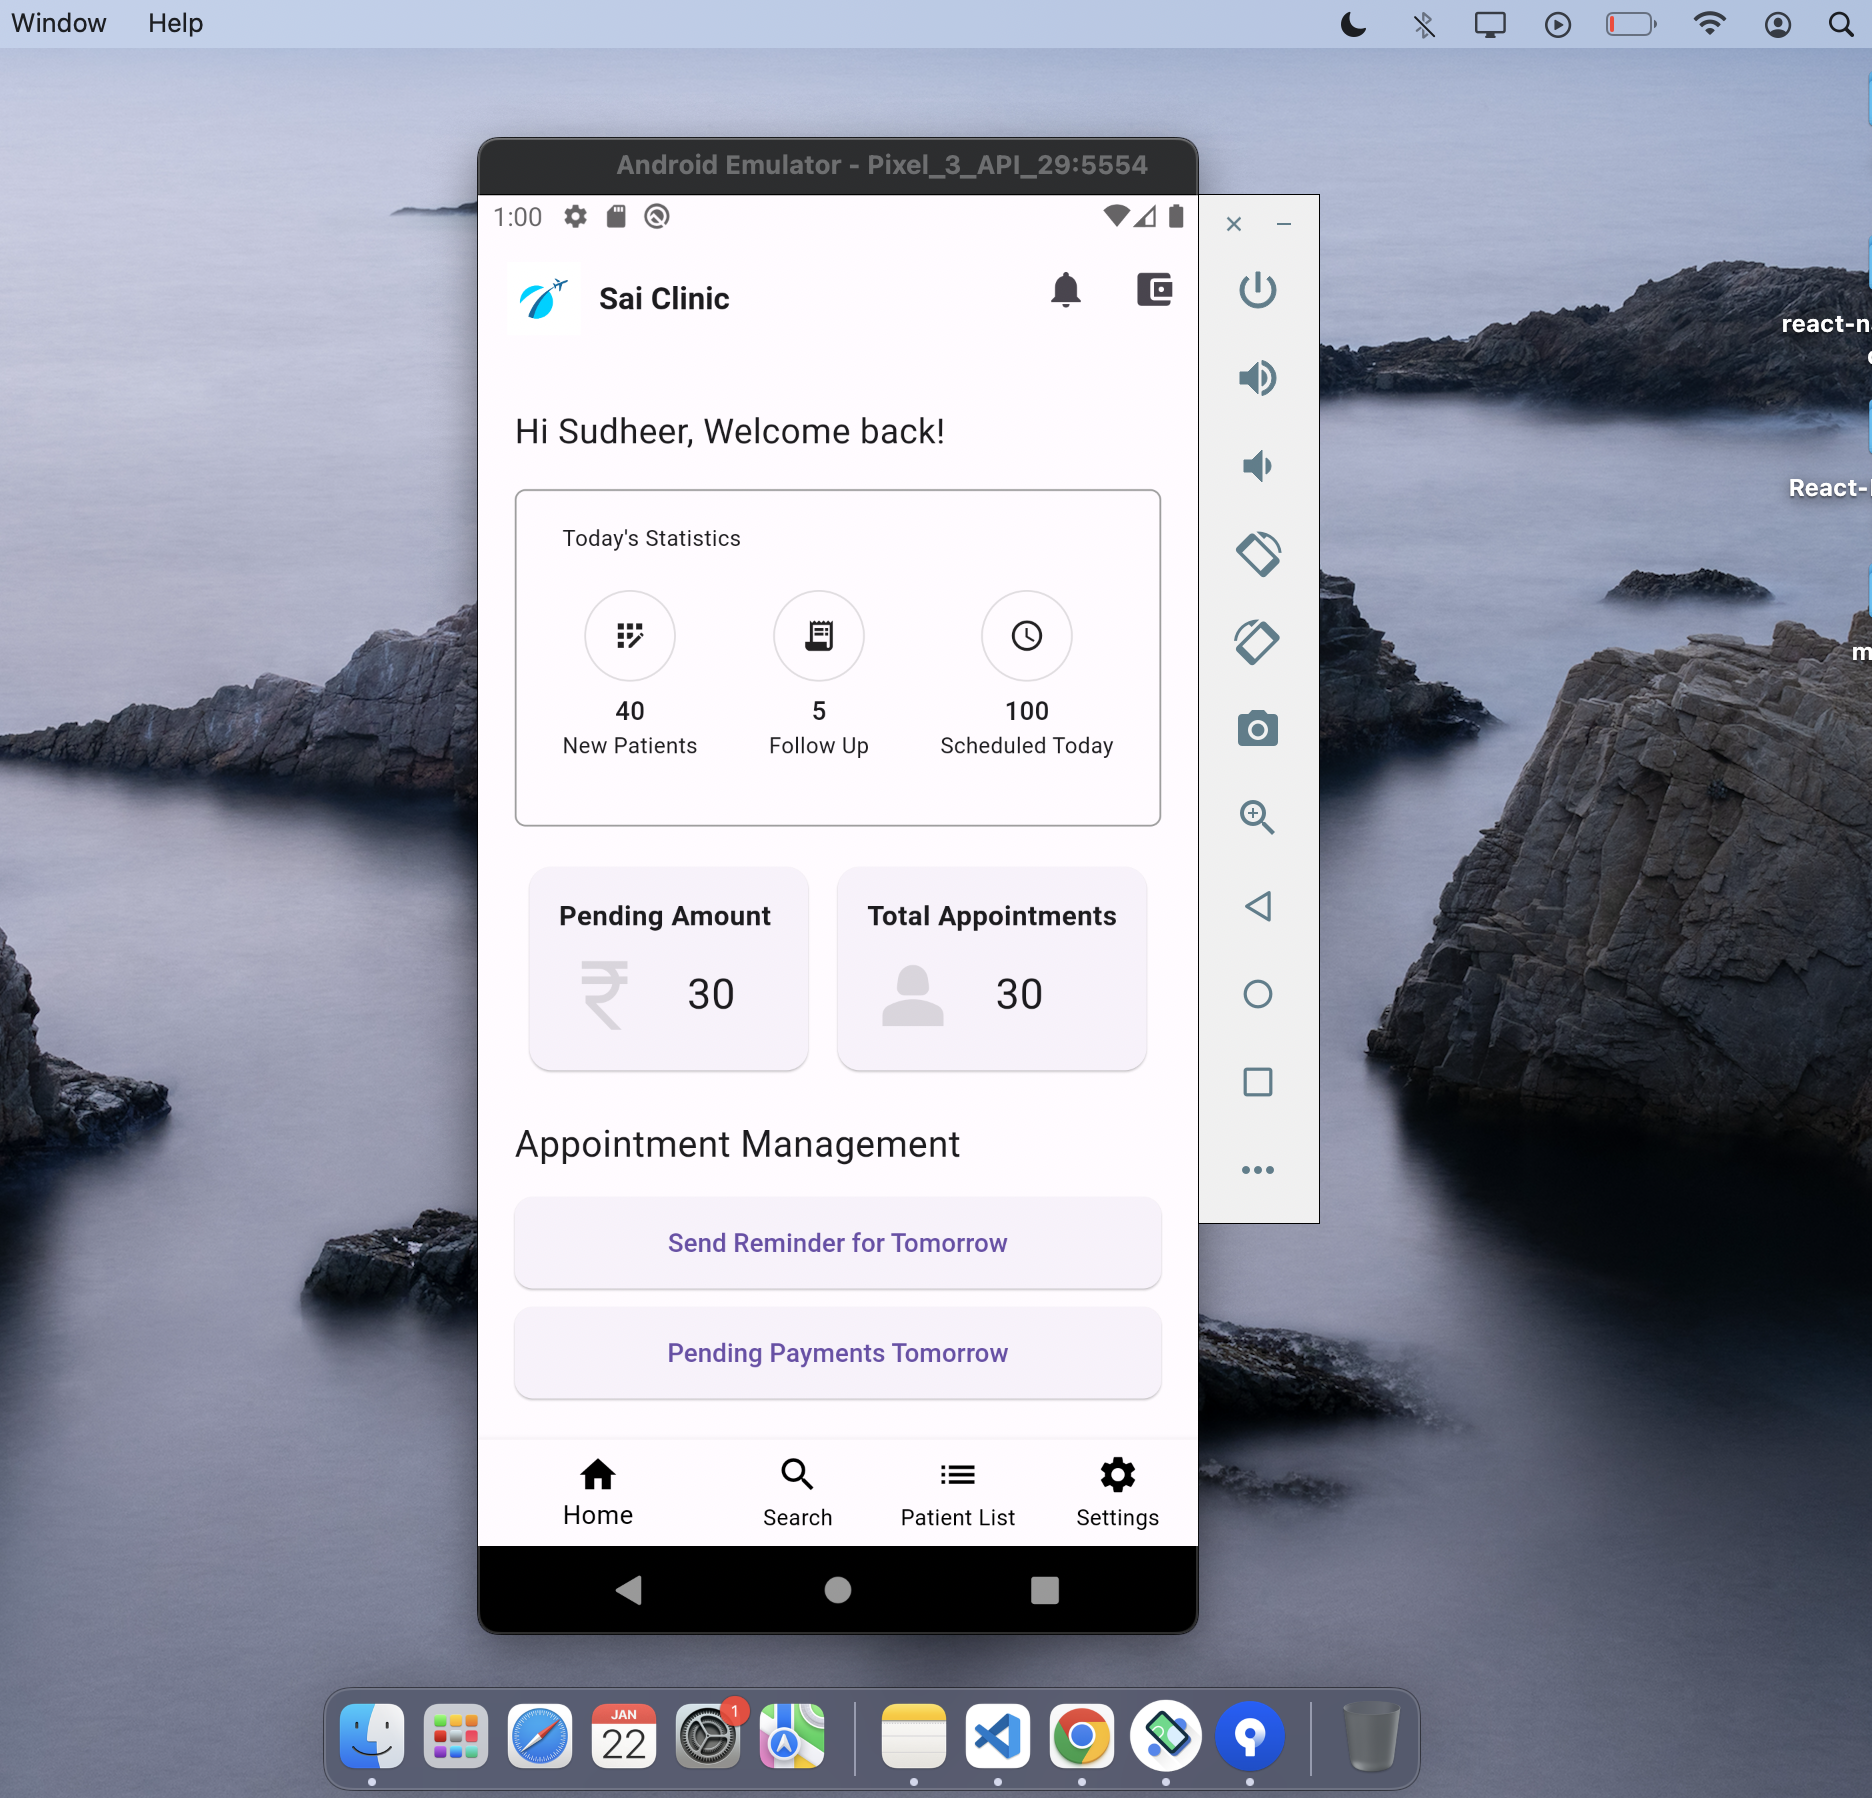 Window Help
react-n
React-
m
Android Emulator - Pixel_3_API_29:5554
1:00
Sai Clinic
Hi Sudheer, Welcome back!
Today's Statistics
40 5 100
New Patients Follow Up Scheduled Today
Pending Amount Total Appointments
₹ 30 30
Appointment Management
Send Reminder for Tomorrow
Pending Payments Tomorrow
Home Search Patient List Settings
JAN
22
1